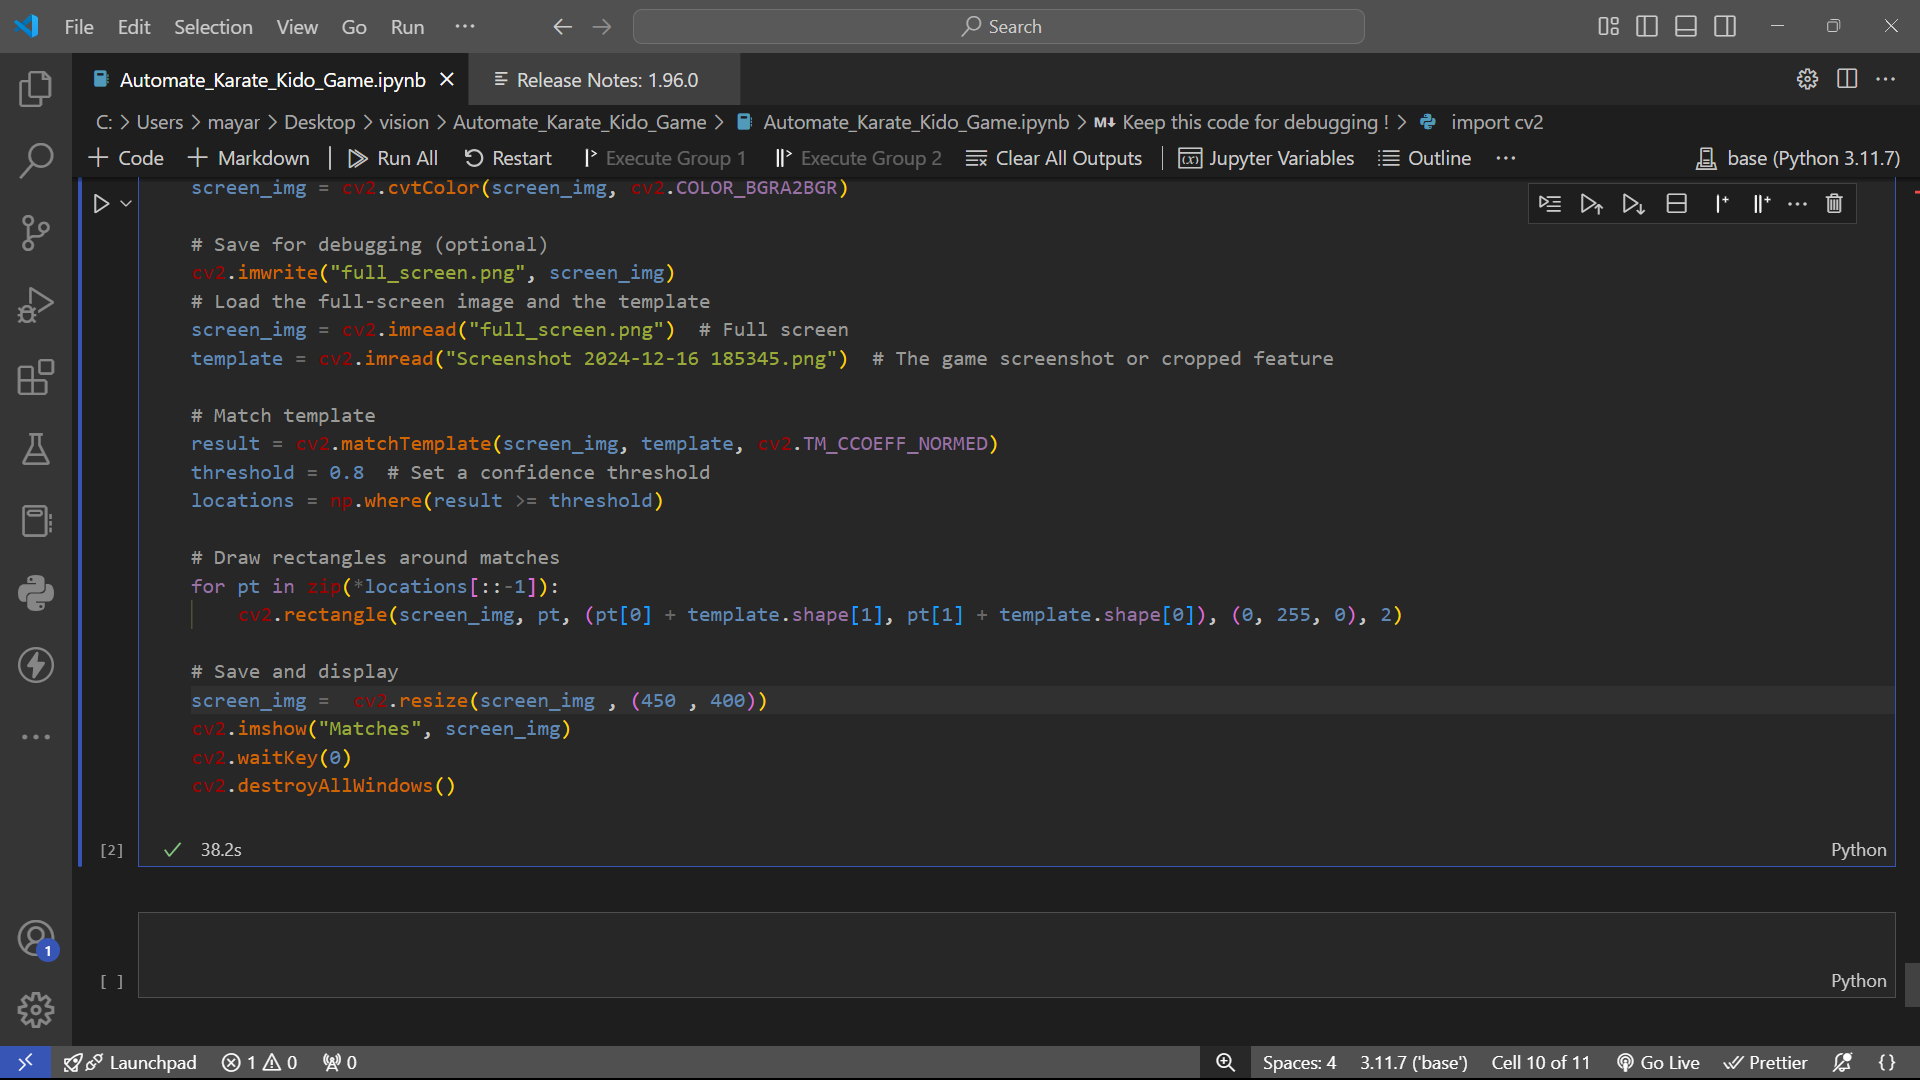 File Edit Selection View Go Run ··· Search
Automate_Karate_Kido_Game.ipynb Release Notes: 1.96.0
C: > Users > mayar > Desktop > vision > Automate_Karate_Kido_Game > Automate_Karate_Kido_Game.ipynb > M↓ Keep this code for debugging ! > import cv2
+ Code + Markdown | Run All Restart Execute Group 1 Execute Group 2 Clear All Outputs | Jupyter Variables Outline ··· base (Python 3.11.7)
screen_img = cv2.cvtColor(screen_img, cv2.COLOR_BGRA2BGR)
# Save for debugging (optional)
cv2.imwrite("full_screen.png", screen_img)
# Load the full-screen image and the template
screen_img = cv2.imread("full_screen.png")  # Full screen
template = cv2.imread("Screenshot 2024-12-16 185345.png")  # The game screenshot or cropped feature
# Match template
result = cv2.matchTemplate(screen_img, template, cv2.TM_CCOEFF_NORMED)
threshold = 0.8  # Set a confidence threshold
locations = np.where(result >= threshold)
# Draw rectangles around matches
for pt in zip(*locations[::-1]):
    cv2.rectangle(screen_img, pt, (pt[0] + template.shape[1], pt[1] + template.shape[0]), (0, 255, 0), 2)
# Save and display
screen_img =  cv2.resize(screen_img , (450 , 400))
cv2.imshow("Matches", screen_img)
cv2.waitKey(0)
cv2.destroyAllWindows()
[2] 38.2s Python
[ ] Python
1
Launchpad 1 0 0 Spaces: 4 3.11.7 ('base') Cell 10 of 11 Go Live Prettier {}